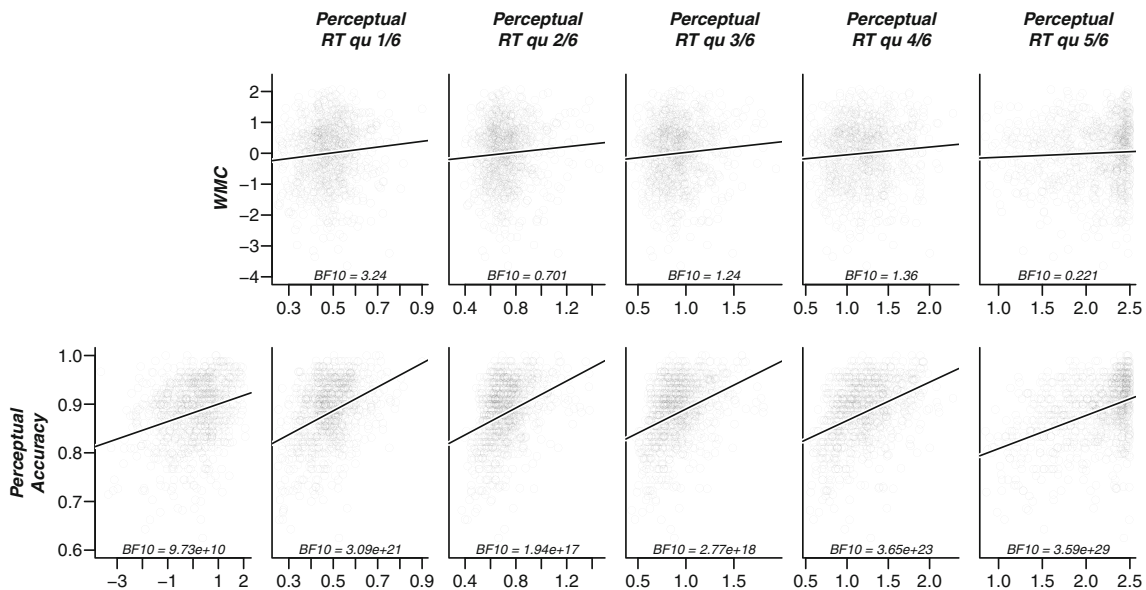 Perceptual Perceptual Perceptual Perceptual Perceptual
RT qu 1/6 RT qu 2/6 RT qu 3/6 RT qu 4/6 RT qu 5/6
WMC
2
1
0
−1
−2
−3
−4
BF10 = 3.24 BF10 = 0.701 BF10 = 1.24 BF10 = 1.36 BF10 = 0.221
0.3 0.5 0.7 0.9 0.4 0.8 1.2 0.5 1.0 1.5 0.5 1.0 1.5 2.0 1.0 1.5 2.0 2.5
Perceptual
Accuracy
1.0
0.9
0.8
0.7
0.6
BF10 = 9.73e+10 BF10 = 3.09e+21 BF10 = 1.94e+17 BF10 = 2.77e+18 BF10 = 3.65e+23 BF10 = 3.59e+29
−3 −1 1 2 0.3 0.5 0.7 0.9 0.4 0.8 1.2 0.5 1.0 1.5 0.5 1.0 1.5 2.0 1.0 1.5 2.0 2.5